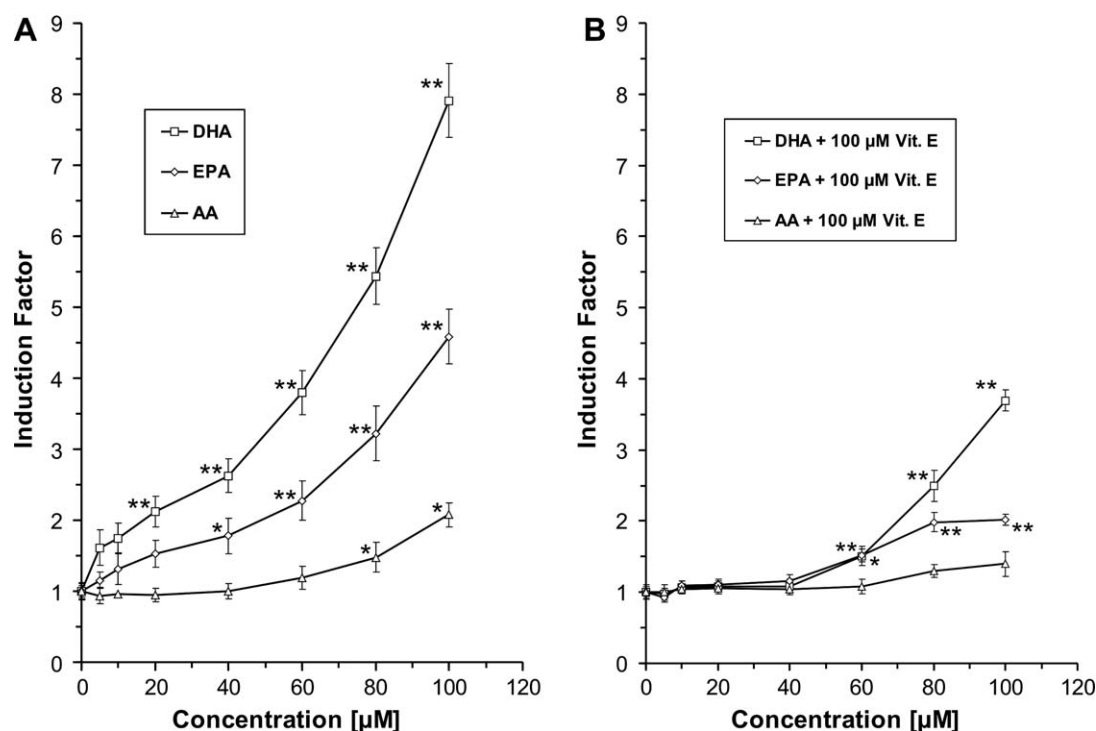 A
9
8
7
6
5
4
3
2
1
0
Induction Factor
DHA
EPA
AA
**
**
**
**
**
**
**
**
*
*
*
0 20 40 60 80 100 120
Concentration [µM]
B
9
8
7
6
5
4
3
2
1
0
Induction Factor
DHA + 100 µM Vit. E
EPA + 100 µM Vit. E
AA + 100 µM Vit. E
**
**
**
*
**
**
0 20 40 60 80 100 120
Concentration [µM]